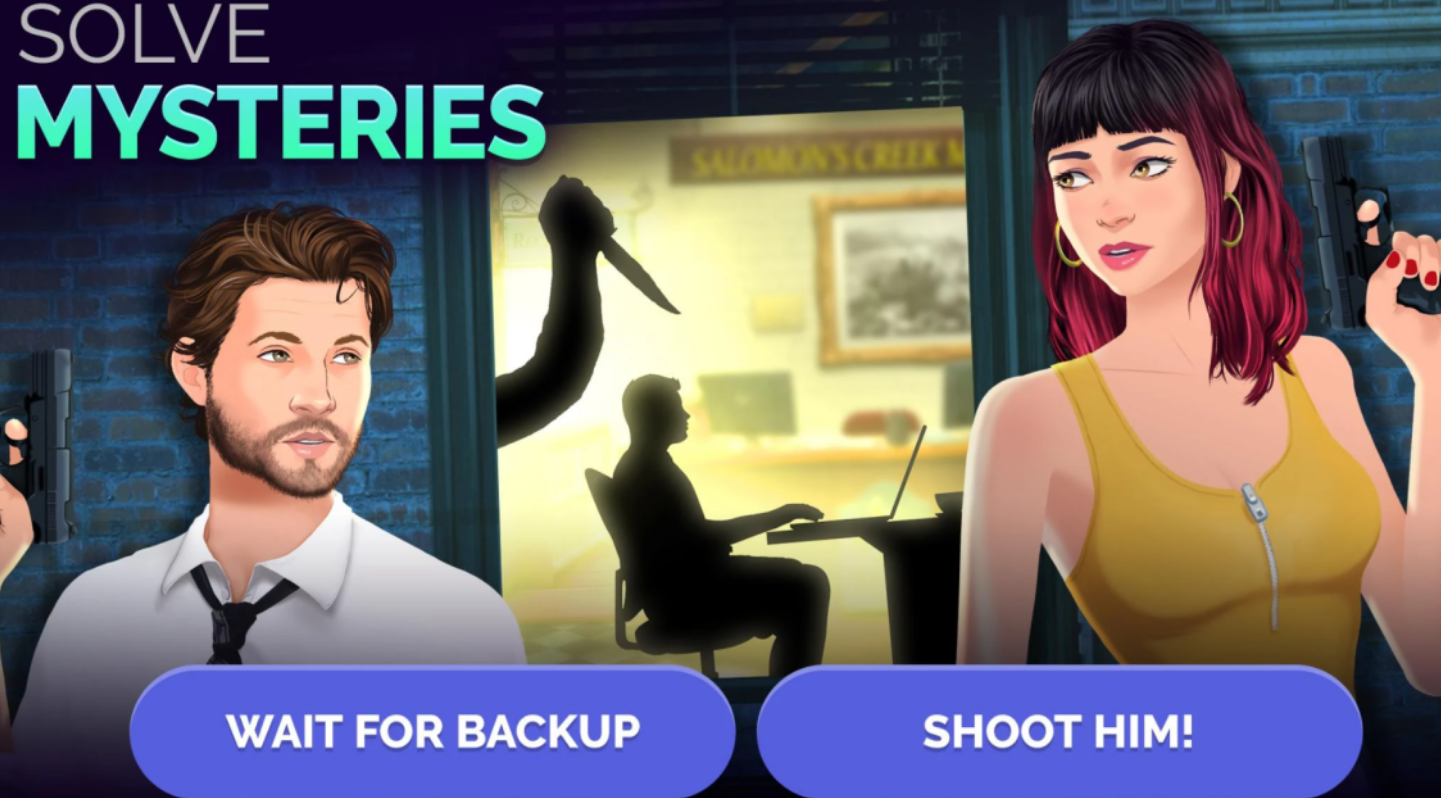 SOLVE
MYSTERIES
SALOMON'S CREEK
WAIT FOR BACKUP
SHOOT HIM!